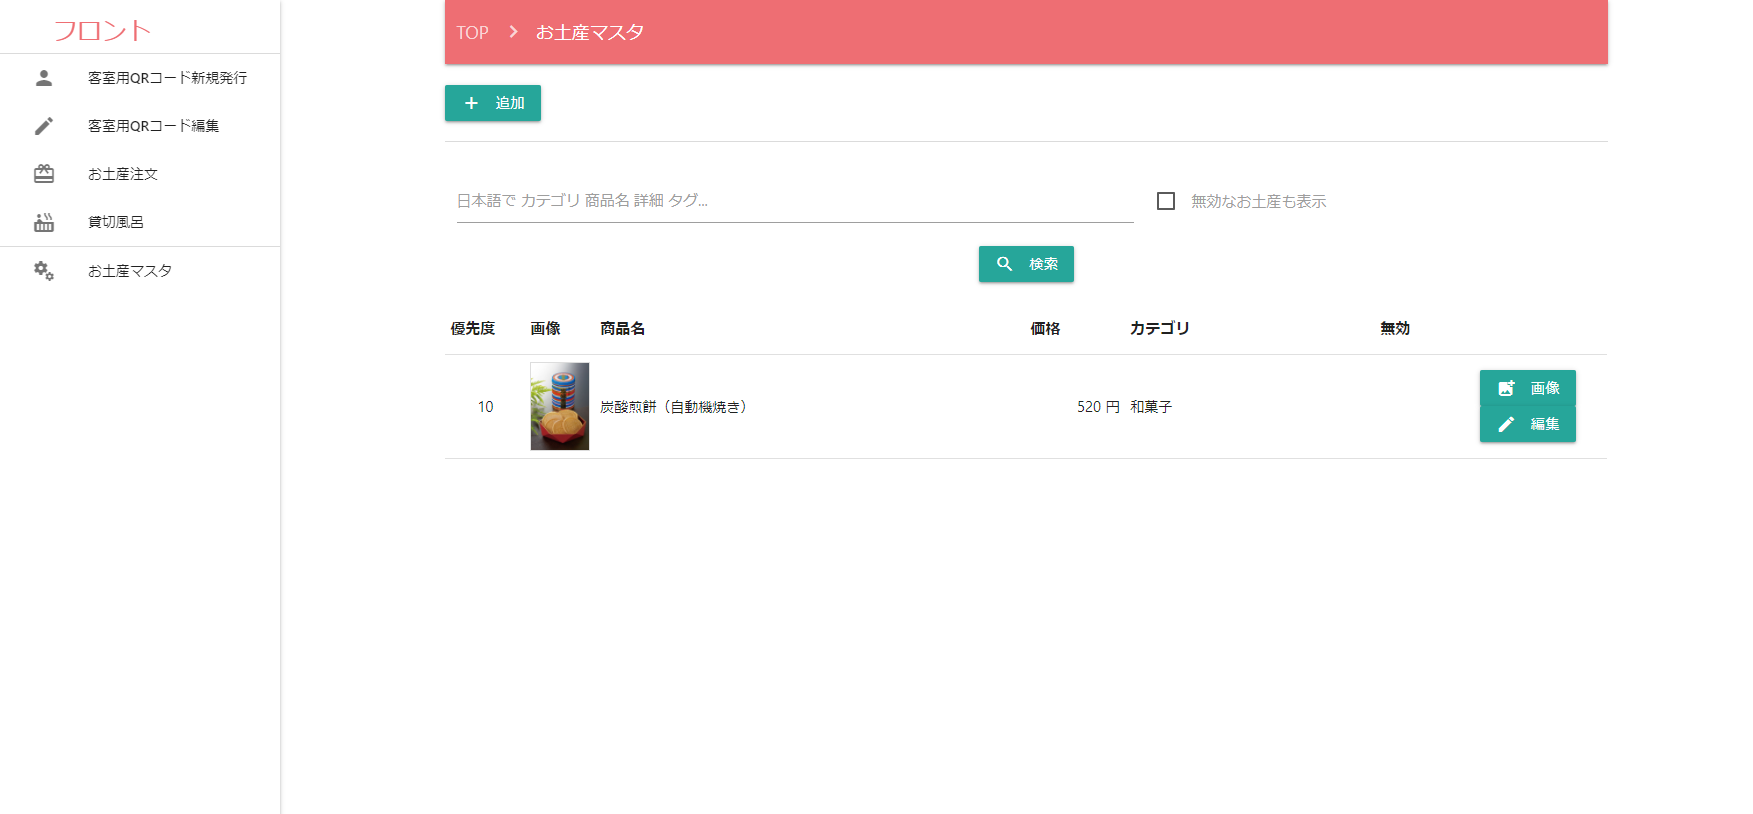 フロント
客室用QRコード新規発行
客室用QRコード編集
お土産注文
貸切風呂
お土産マスタ
TOP お土産マスタ
追加
日本語で カテゴリ 商品名 詳細 タグ...
無効なお土産も表示
検索
優先度 画像 商品名 価格 カテゴリ 無効
10 炭酸煎餅（自動機焼き） 520 円 和菓子
画像
編集